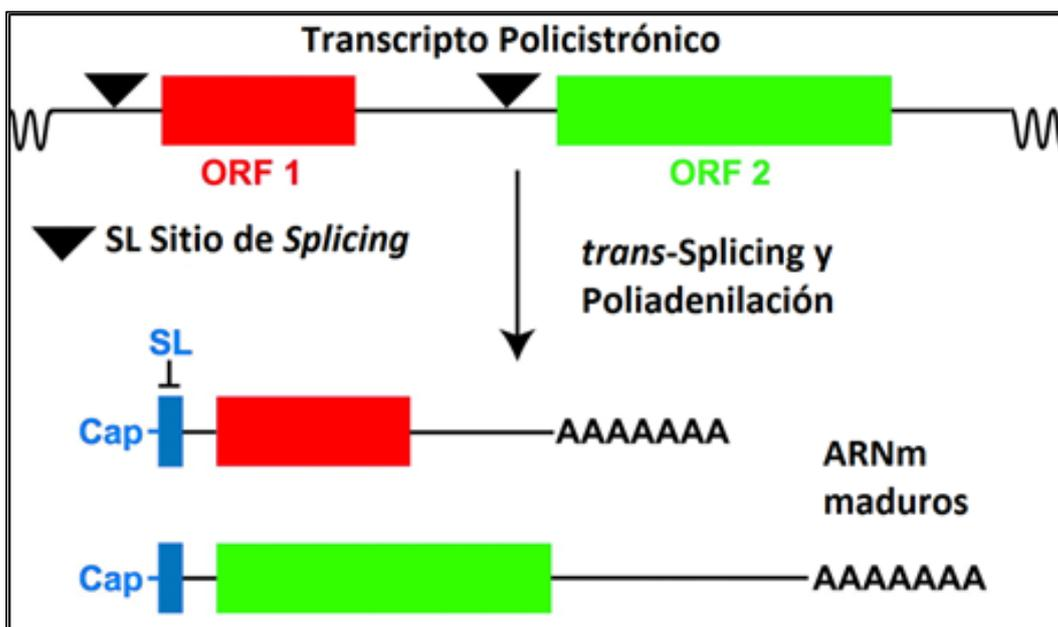 Transcripto Policistrónico
ORF 1
ORF 2
SL Sitio de Splicing
trans-Splicing y
Poliadenilación
SL
Cap
AAAAAAA
ARNm
maduros
Cap
AAAAAAA